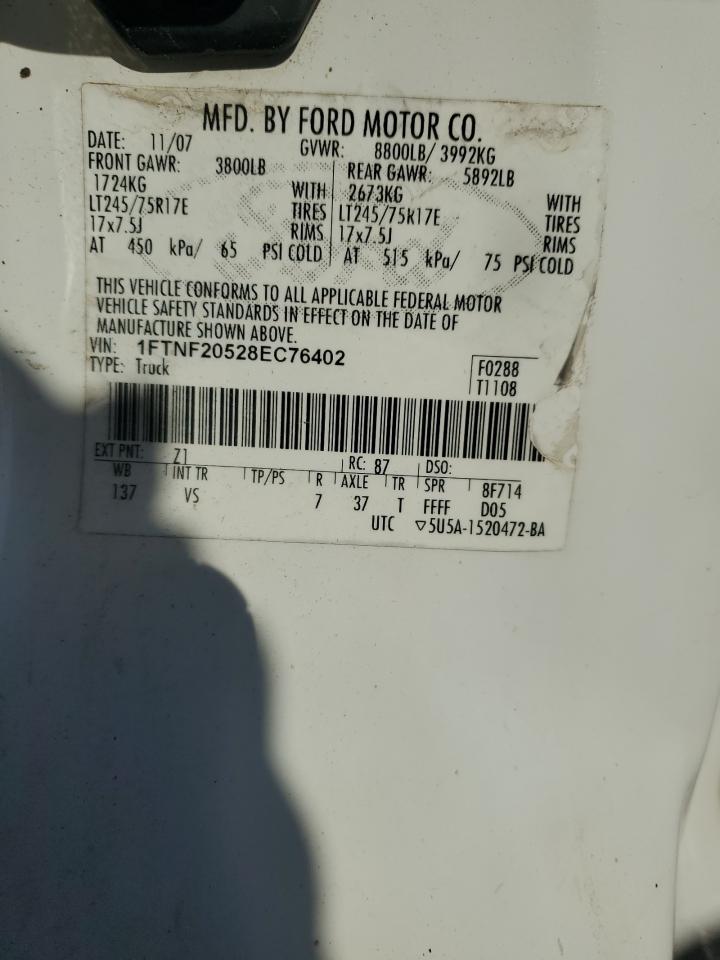 MFD. BY FORD MOTOR CO.
DATE: 11/07 GVWR: 8800LB/ 3992KG
FRONT GAWR: 3800LB REAR GAWR: 5892LB
1724KG WITH 2673KG WITH
LT245/75R17E TIRES LT245/75R17E TIRES
17x7.5J RIMS 17x7.5J RIMS
AT 450 kPa/ 65 PSI COLD AT 515 kPa/ 75 PSI COLD
THIS VEHICLE CONFORMS TO ALL APPLICABLE FEDERAL MOTOR
VEHICLE SAFETY STANDARDS IN EFFECT ON THE DATE OF
MANUFACTURE SHOWN ABOVE.
VIN: 1FTNF20528EC76402
TYPE: Truck F0288
T1108
EXT PNT: Z1 RC: 87 DSO:
WB INT TR TP/PS R AXLE TR SPR 8F714
137 VS 7 37 T FFFF D05
UTC ▽5U5A-1520472-BA